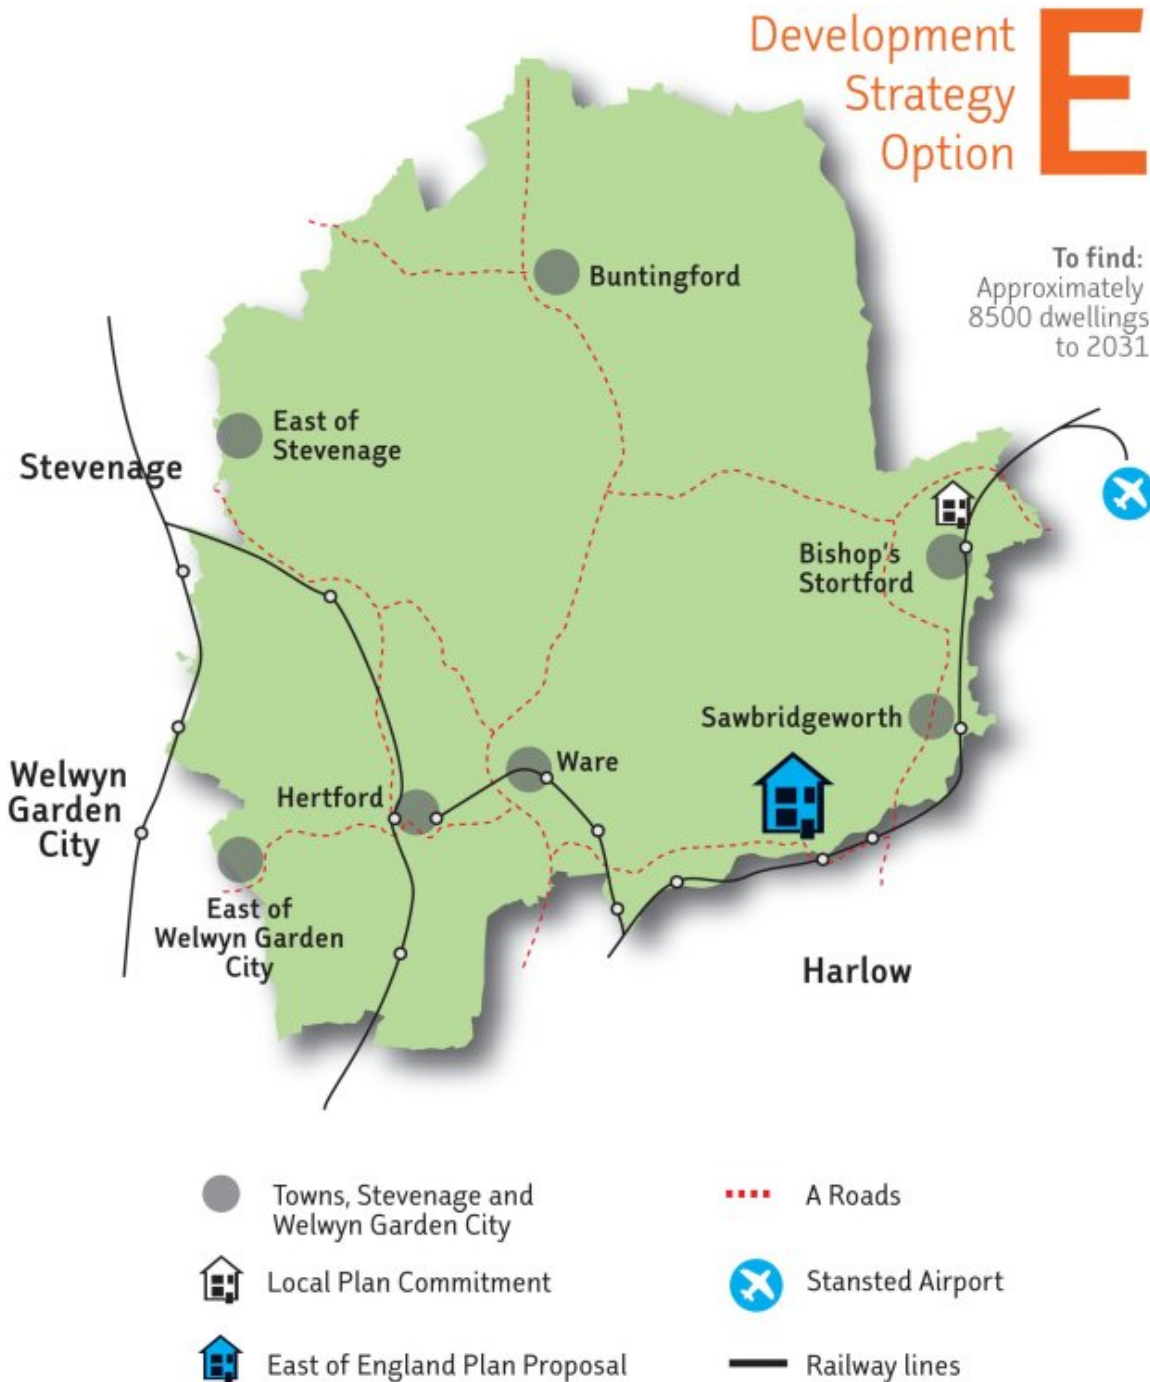 Development
Strategy
Option
E
To find:
Approximately
8500 dwellings
to 2031
Buntingford
East of
Stevenage
Stevenage
Bishop's
Stortford
Sawbridgeworth
Ware
Hertford
Welwyn
Garden
City
East of
Welwyn Garden
City
Harlow
Towns, Stevenage and
Welwyn Garden City
A Roads
Local Plan Commitment
Stansted Airport
East of England Plan Proposal
Railway lines